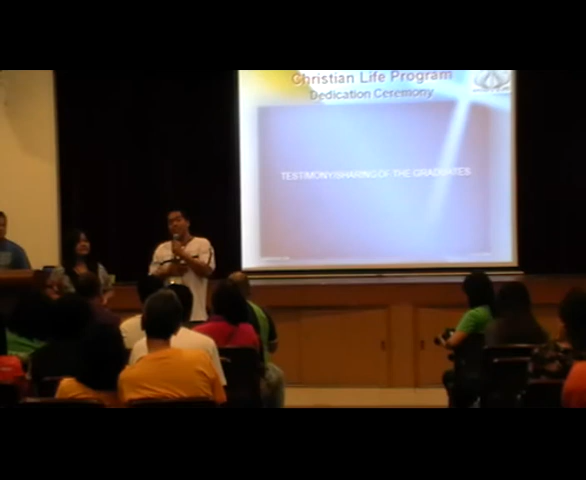 Christian Life Program
Dedication Ceremony
TESTIMONY/SHARING OF THE GRADUATES